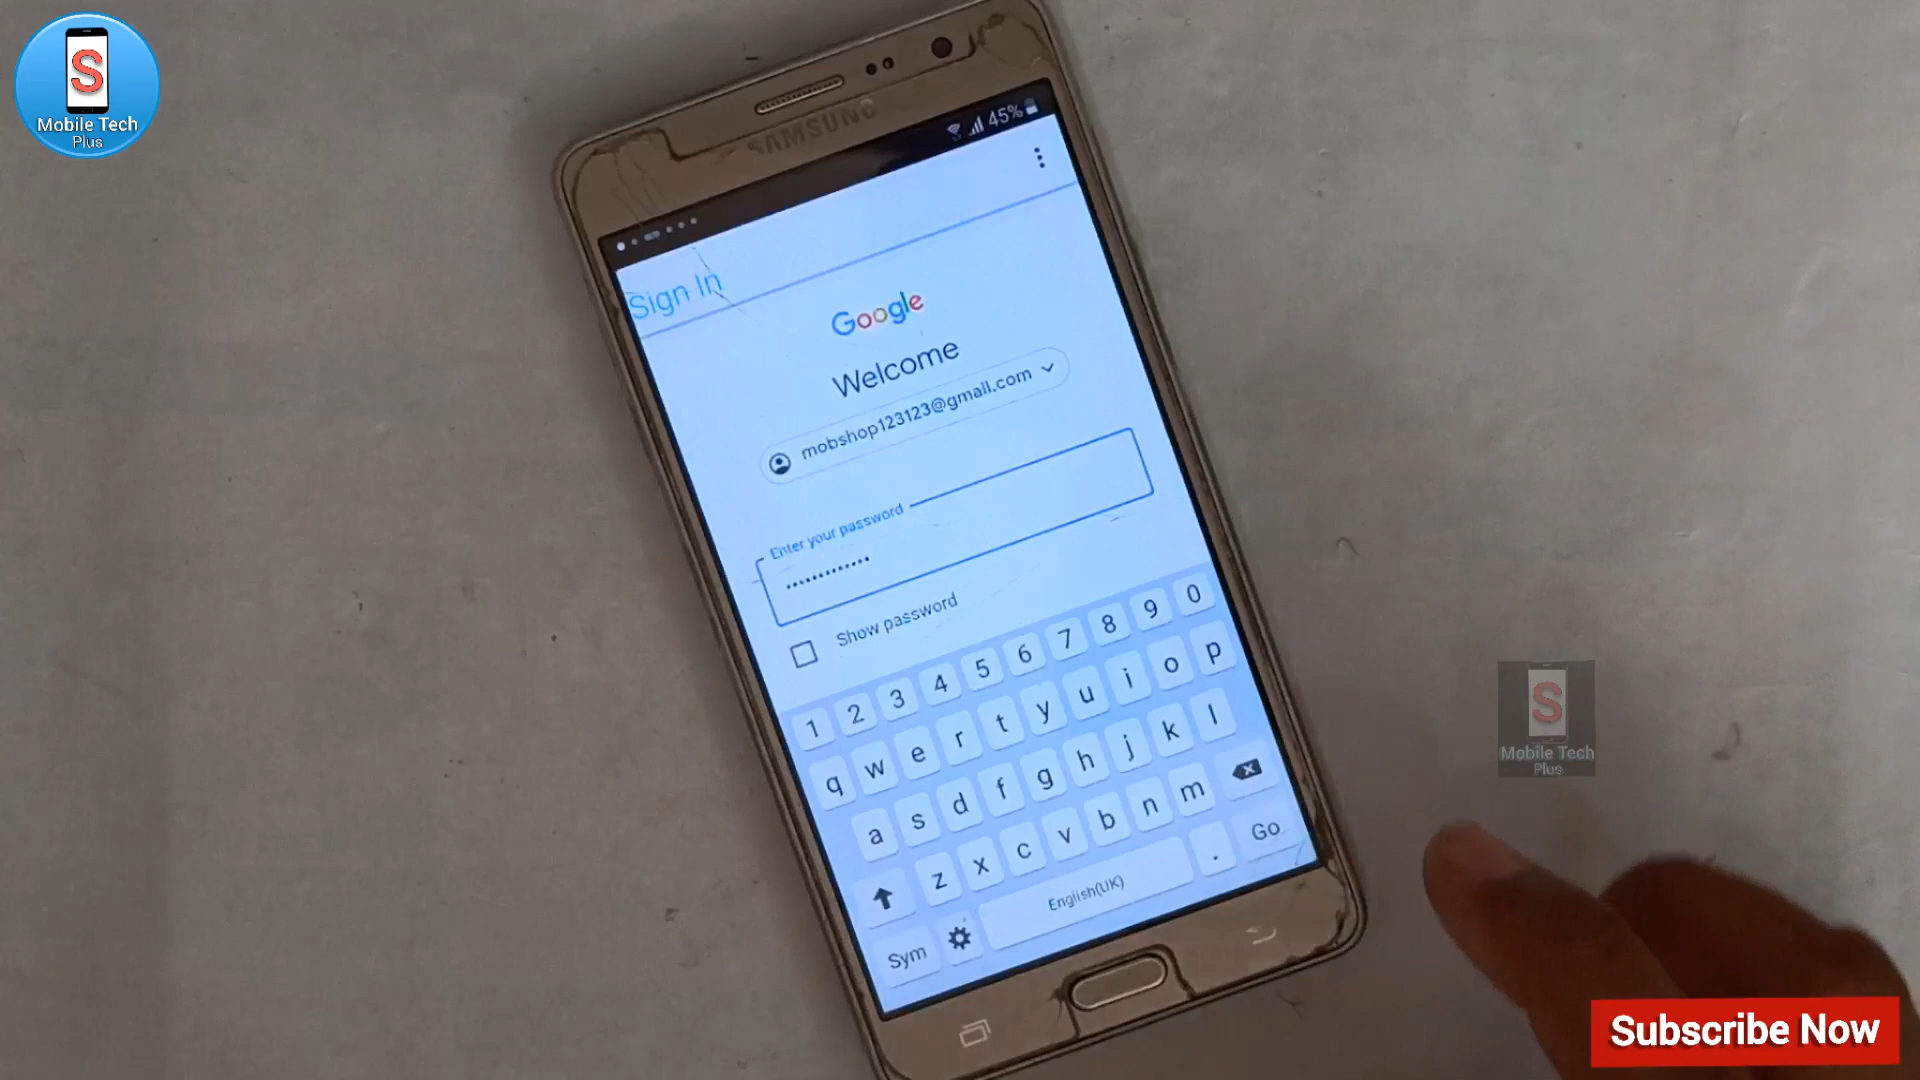 S
Mobile Tech
Plus
SAMSUNG
45%
Sign In
Google
Welcome
mobshop123123@gmail.com
Enter your password
•••••••••••••
Show password
1 2 3 4 5 6 7 8 9 0
q w e r t y u i o p
a s d f g h j k l
z x c v b n m
Sym English(UK) . Go
S
Mobile Tech
Plus
Subscribe Now